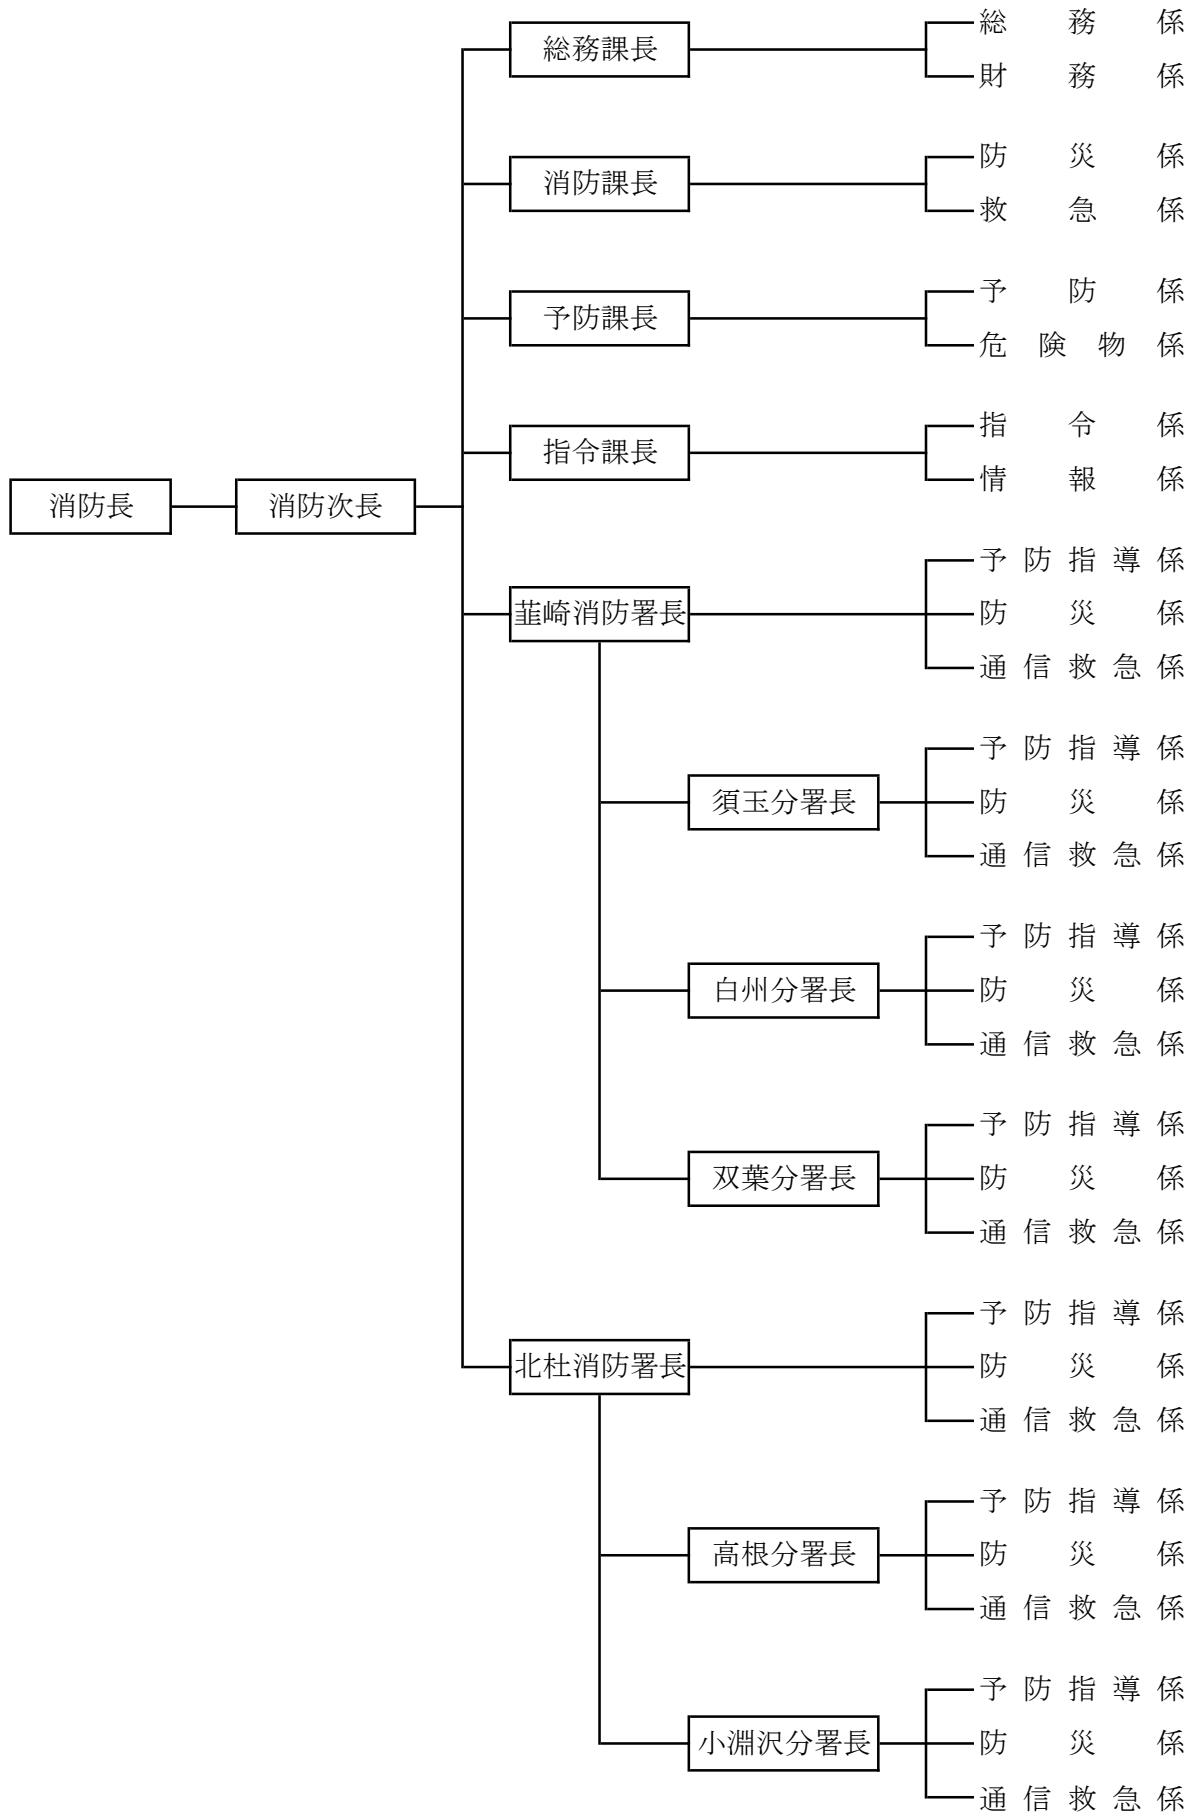 総務課長
総務係
財務係
消防課長
防災係
救急係
予防課長
予防係
危険物係
指令課長
指令係
情報係
消防長
消防次長
韮崎消防署長
予防指導係
防災係
通信救急係
須玉分署長
予防指導係
防災係
通信救急係
白州分署長
予防指導係
防災係
通信救急係
双葉分署長
予防指導係
防災係
通信救急係
北杜消防署長
予防指導係
防災係
通信救急係
高根分署長
予防指導係
防災係
通信救急係
小淵沢分署長
予防指導係
防災係
通信救急係